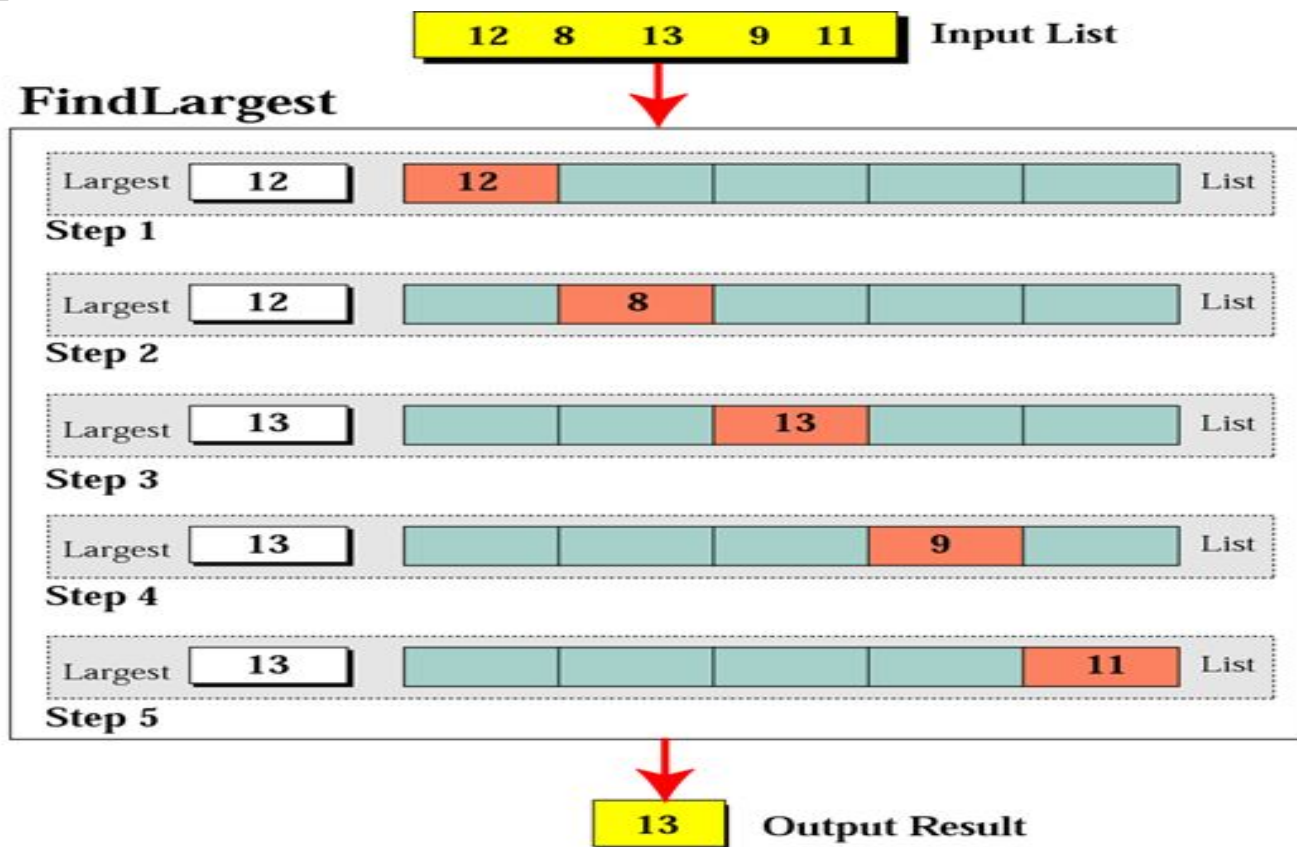 12 8 13 9 11 Input List
FindLargest
Largest 12 12 List
Step 1
Largest 12 8 List
Step 2
Largest 13 13 List
Step 3
Largest 13 9 List
Step 4
Largest 13 11 List
Step 5
13 Output Result